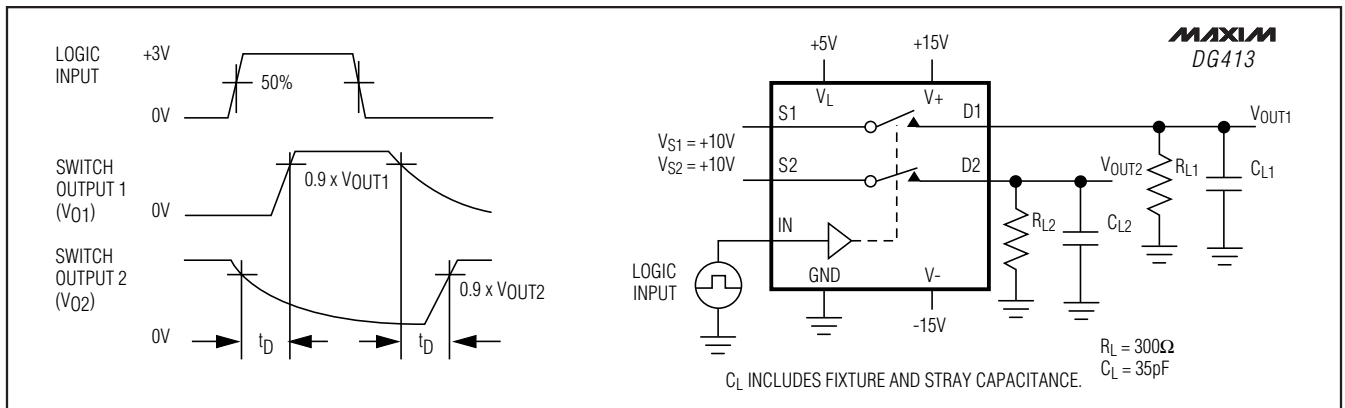 LOGIC
INPUT
+3V
50%
0V
SWITCH
OUTPUT 1
(VO1)
0V
0.9 x VOUT1
SWITCH
OUTPUT 2
(VO2)
0V
0.9 x VOUT2
tD
tD
+5V
+15V
MAXIM
DG413
VL
V+
S1
D1
VOUT1
VS1 = +10V
VS2 = +10V
S2
D2
VOUT2
RL1
CL1
IN
RL2
CL2
LOGIC
INPUT
GND
V-
-15V
RL = 300Ω
CL = 35pF
CL INCLUDES FIXTURE AND STRAY CAPACITANCE.